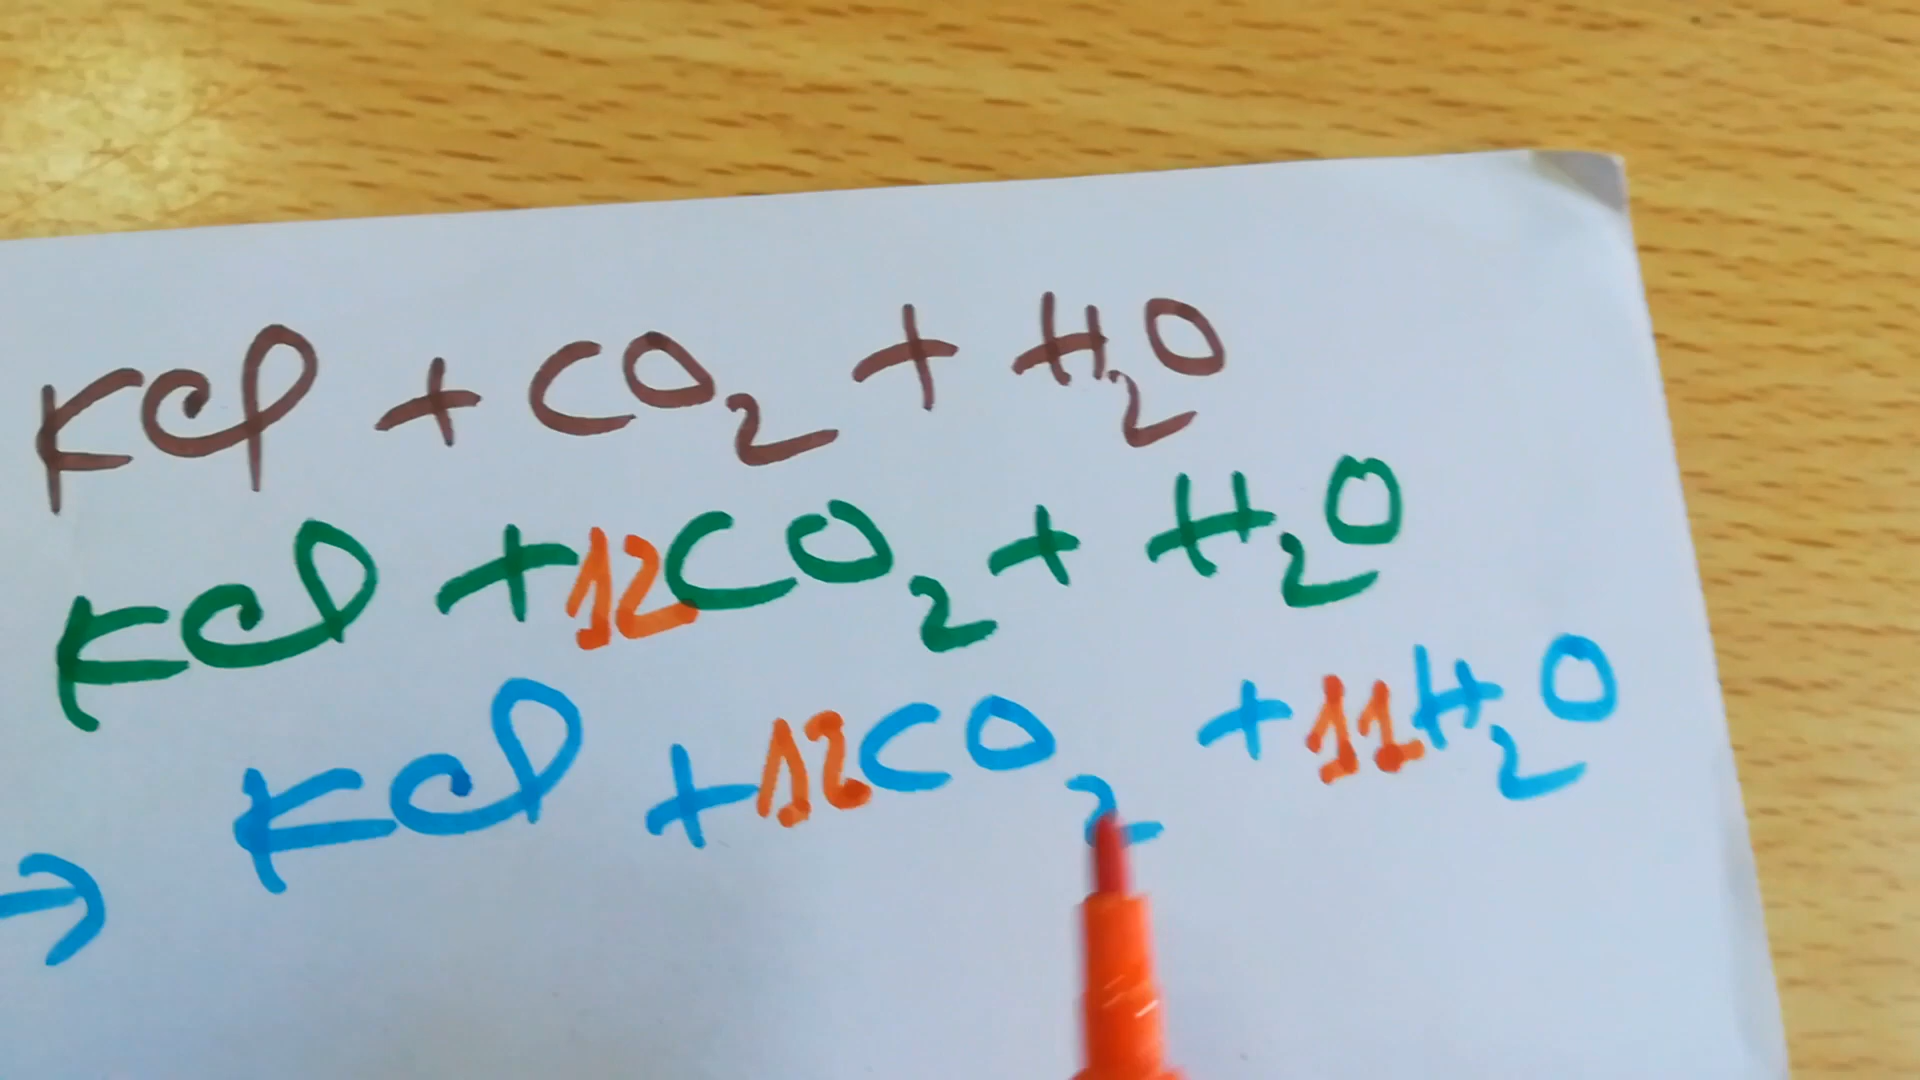 KCl + CO₂ + H₂O
KCl + 12CO₂ + H₂O
→ KCl + 12CO₂ + 11H₂O